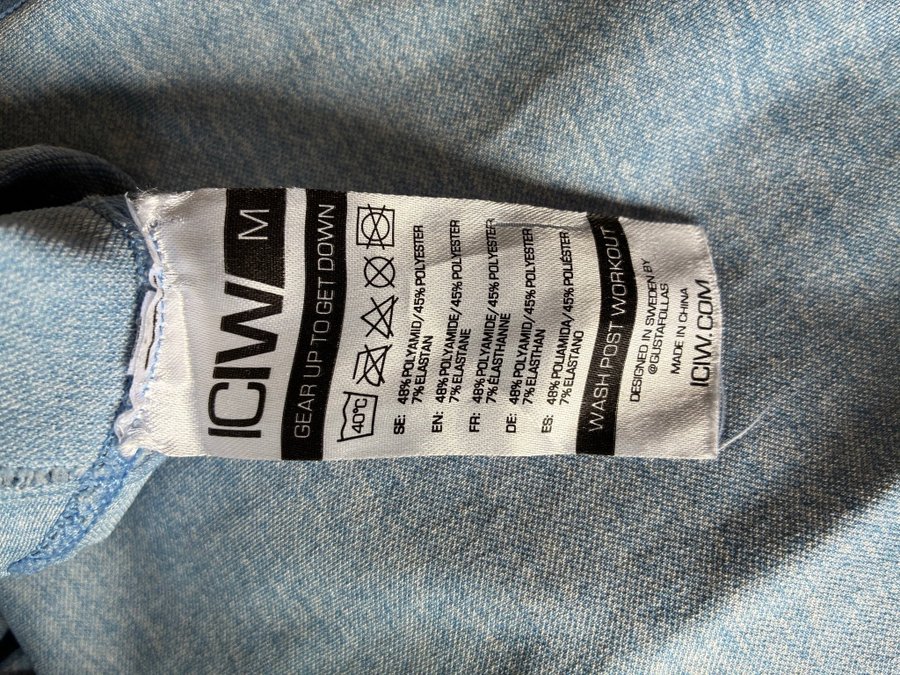 ICIW/ M
GEAR UP TO GET DOWN
40°C
SE: 48% POLYAMID/45% POLYESTER
7% ELASTAN
EN: 48% POLYAMIDE/45% POLYESTER
7% ELASTANE
FR: 48% POLYAMIDE/45% POLYESTER
7% ÉLASTHANNE
DE: 48% POLYAMID/45% POLYESTER
7% ELASTHAN
ES: 48% POLIAMIDA/45% POLIÉSTER
7% ELASTANO
WASH POST WORKOUT
DESIGNED IN SWEDEN BY
@GUSTAFOLLAS
MADE IN CHINA
ICIW.COM